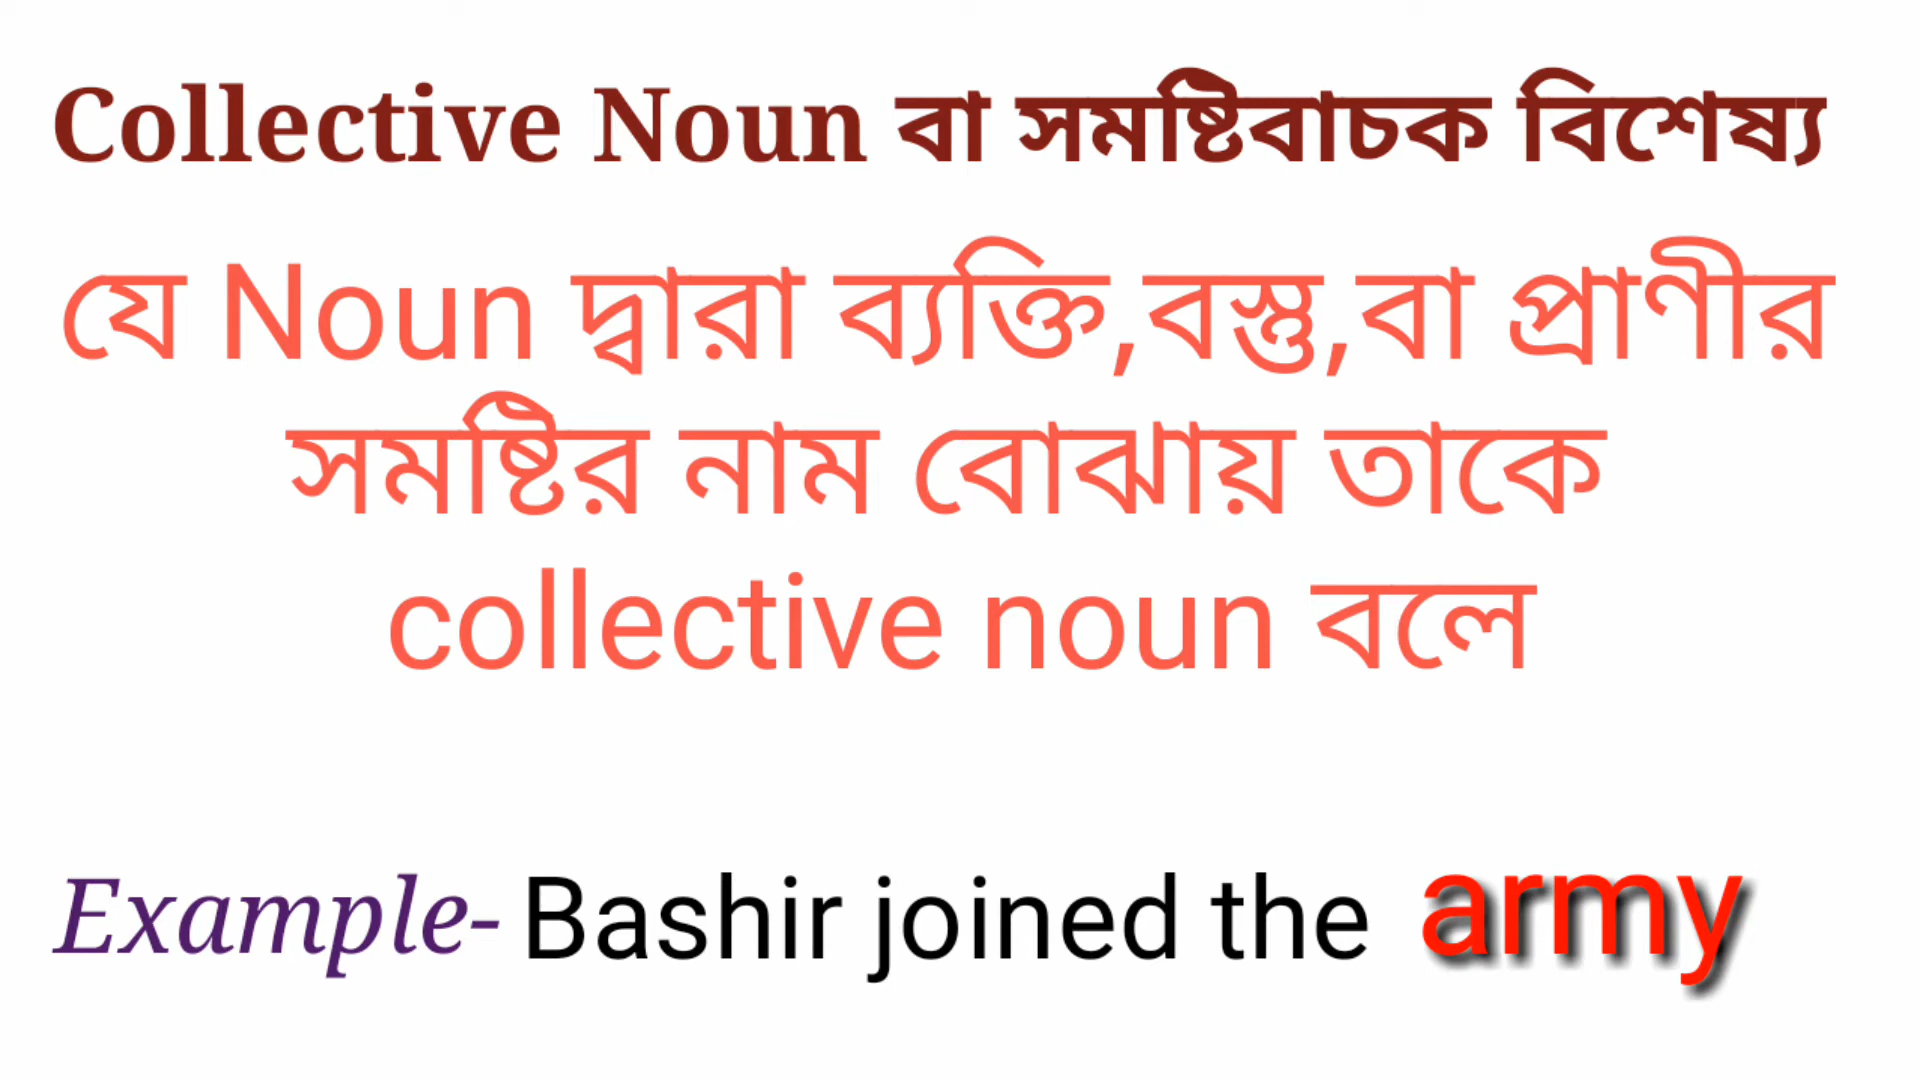 Collective Noun বা সমষ্টিবাচক বিশেষ্য
যে Noun দ্বারা ব্যক্তি,বস্তু,বা প্রাণীর
সমষ্টির নাম বোঝায় তাকে
collective noun বলে
Example- Bashir joined the army